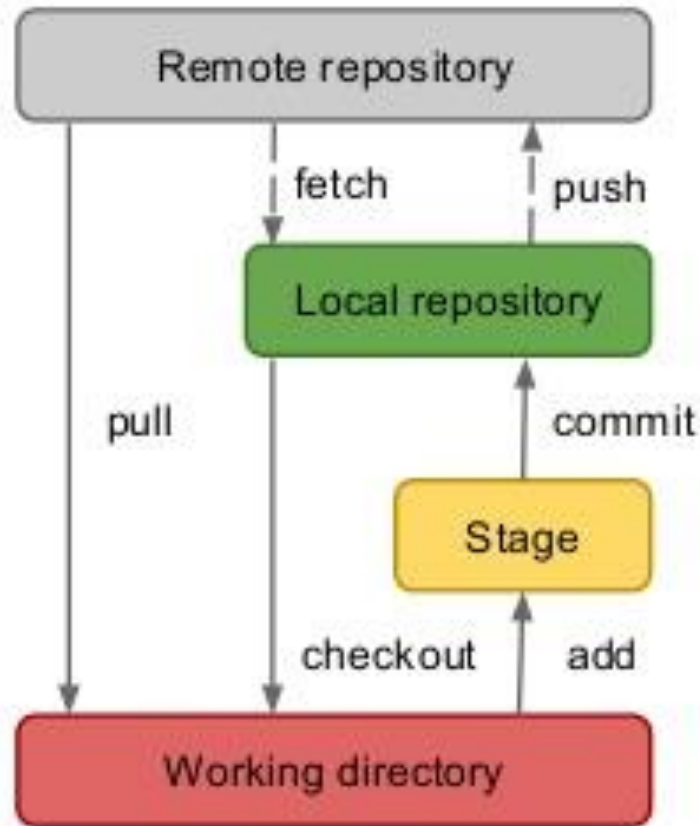 Remote repository
fetch
push
Local repository
pull
commit
Stage
checkout
add
Working directory